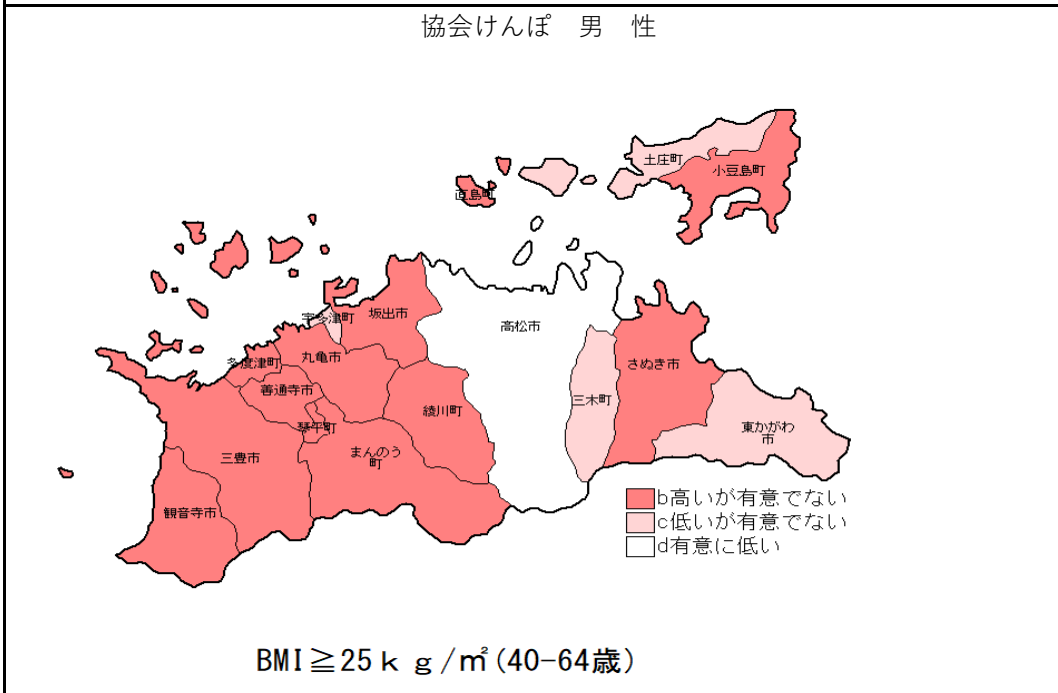 協会けんぽ　男　性
土庄町
小豆島町
直島町
宇多津町
坂出市
高松市
多度津町
丸亀市
さぬき市
善通寺市
三木町
綾川町
琴平町
東かがわ
市
三豊市
まんのう
町
観音寺市
b高いが有意でない
c低いが有意でない
d有意に低い
BMI≧25ｋｇ/㎡(40-64歳)